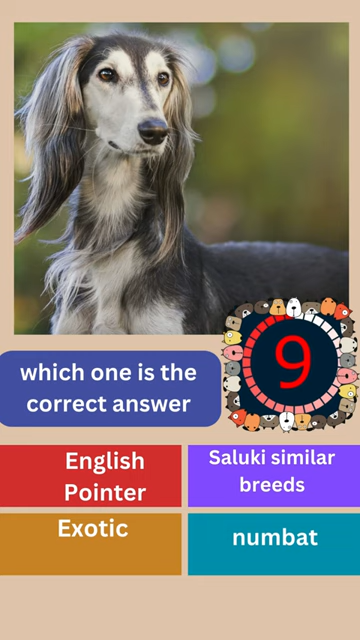 which one is the
correct answer
9
English
Pointer
Saluki similar
breeds
Exotic
numbat